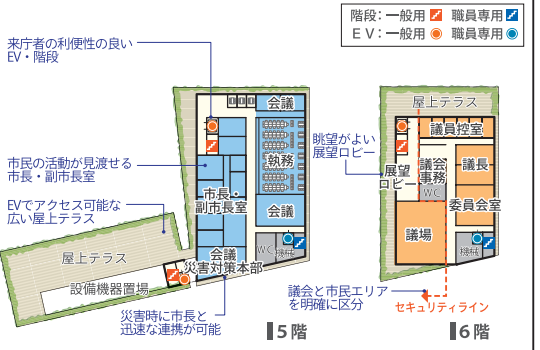 階段：一般用 職員専用
ＥＶ：一般用 職員専用
来庁者の利便性の良い
EV・階段
市民の活動が見渡せる
市長・副市長室
EVでアクセス可能な
広い屋上テラス
屋上テラス
設備機器置場
災害時に市長と
迅速な連携が可能
会議
執務
市長・
副市長室
会議
会議
災害対策本部
WC
機械
5階
眺望がよい
展望ロビー
屋上テラス
議員控室
展望
ロビー
議会
事務
WC
議長
委員会室
議場
機械
議会と市民エリア
を明確に区分
セキュリティライン
6階